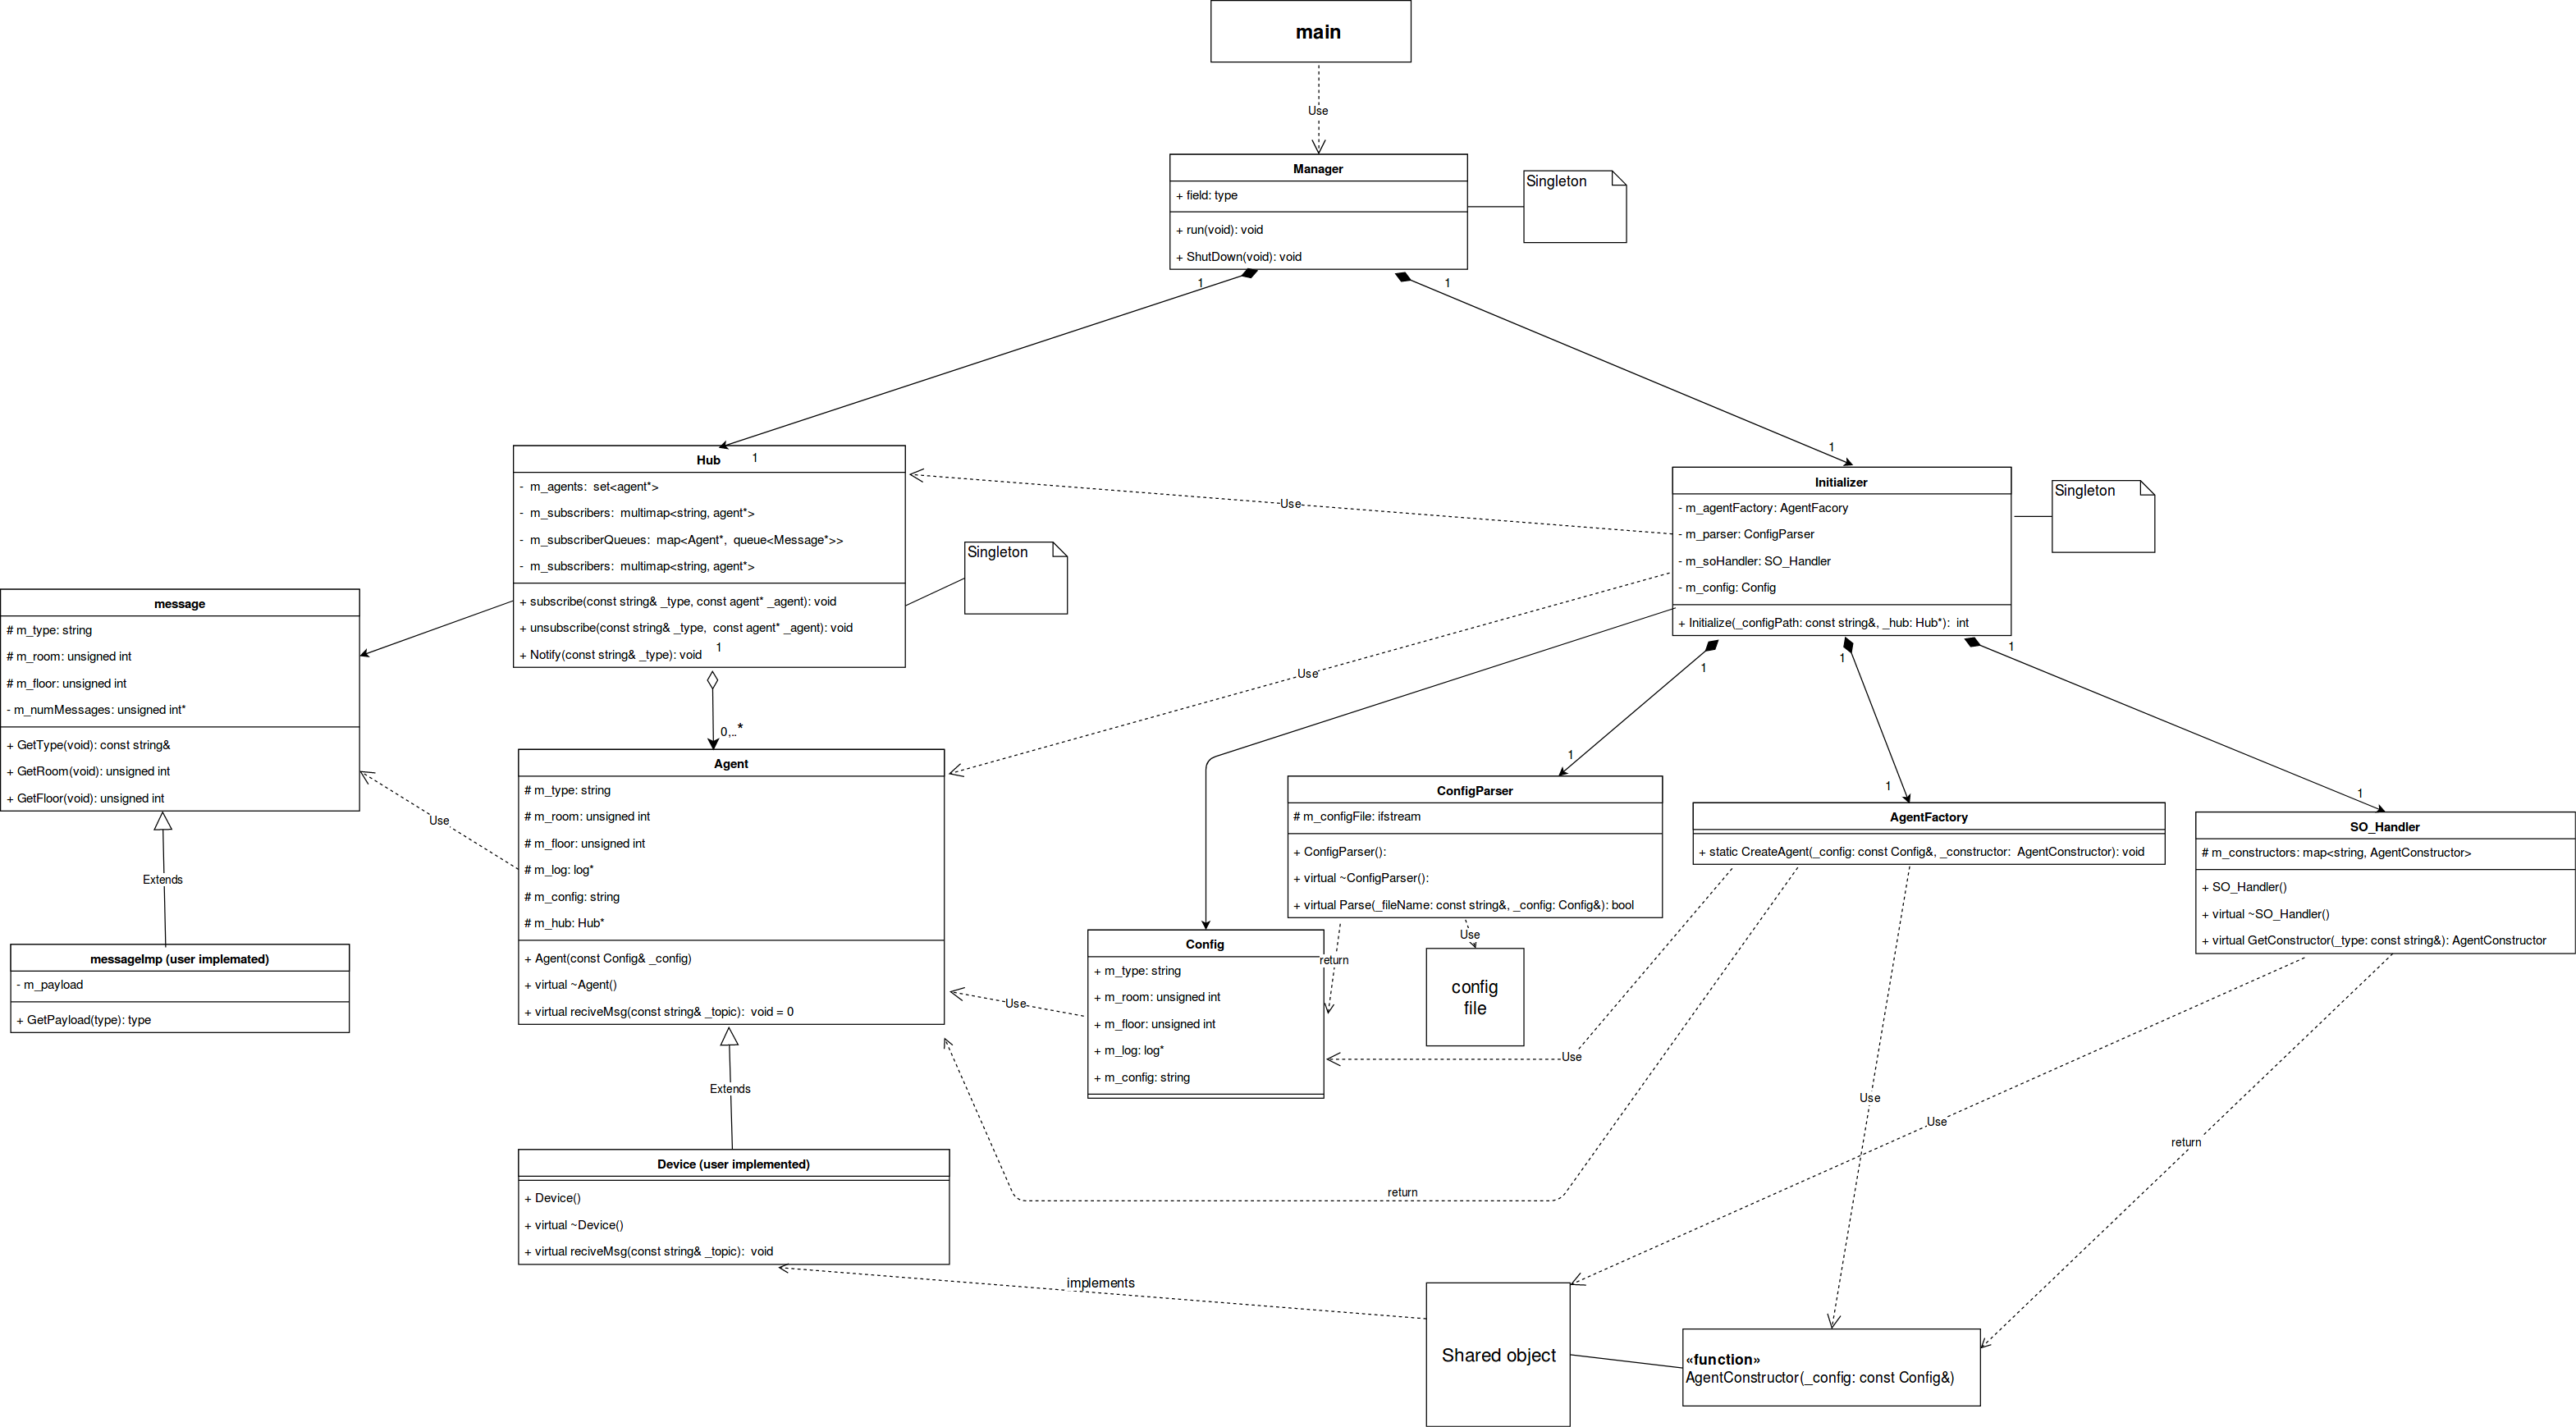 main
Use
Manager
+ field: type
+ run(void): void
+ ShutDown(void): void
Singleton
1
1
1
1
Hub
- m_agents: set<agent*>
- m_subscribers: multimap<string, agent*>
- m_subscriberQueues: map<Agent*, queue<Message*>>
- m_subscribers: multimap<string, agent*>
+ subscribe(const string& _type, const agent* _agent): void
+ unsubscribe(const string& _type, const agent* _agent): void
+ Notify(const string& _type): void
1
Singleton
Use
Initializer
- m_agentFactory: AgentFacory
- m_parser: ConfigParser
- m_soHandler: SO_Handler
- m_config: Config
+ Initialize(_configPath: const string&, _hub: Hub*): int
Singleton
message
# m_type: string
# m_room: unsigned int
# m_floor: unsigned int
- m_numMessages: unsigned int*
+ GetType(void): const string&
+ GetRoom(void): unsigned int
+ GetFloor(void): unsigned int
Use
Use
1
1
1
0,..*
1
1
1
Agent
# m_type: string
# m_room: unsigned int
# m_floor: unsigned int
# m_log: log*
# m_config: string
# m_hub: Hub*
+ Agent(const Config& _config)
+ virtual ~Agent()
+ virtual reciveMsg(const string& _topic): void = 0
ConfigParser
# m_configFile: ifstream
+ ConfigParser():
+ virtual ~ConfigParser():
+ virtual Parse(_fileName: const string&, _config: Config&): bool
AgentFactory
+ static CreateAgent(_config: const Config&, _constructor: AgentConstructor): void
SO_Handler
# m_constructors: map<string, AgentConstructor>
+ SO_Handler()
+ virtual ~SO_Handler()
+ virtual GetConstructor(_type: const string&): AgentConstructor
Extends
messageImp (user implemated)
- m_payload
+ GetPayload(type): type
Use
return
Use
config
file
Config
+ m_type: string
+ m_room: unsigned int
+ m_floor: unsigned int
+ m_log: log*
+ m_config: string
Use
Use
Use
return
return
Extends
Device (user implemented)
+ Device()
+ virtual ~Device()
+ virtual reciveMsg(const string& _topic): void
implements
Shared object
«function»
AgentConstructor(_config: const Config&)